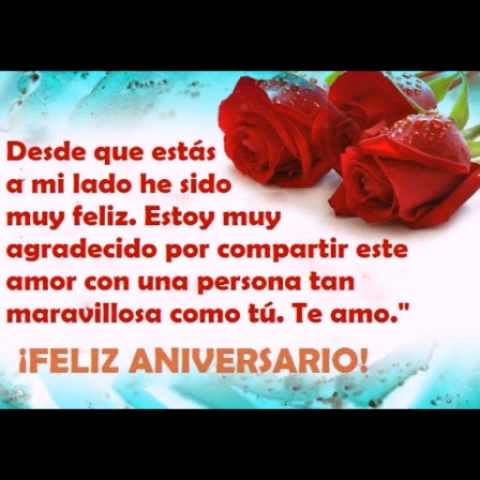 Desde que estás
a mi lado he sido
muy feliz. Estoy muy
agradecido por compartir este
amor con una persona tan
maravillosa como tú. Te amo."
¡FELIZ ANIVERSARIO!